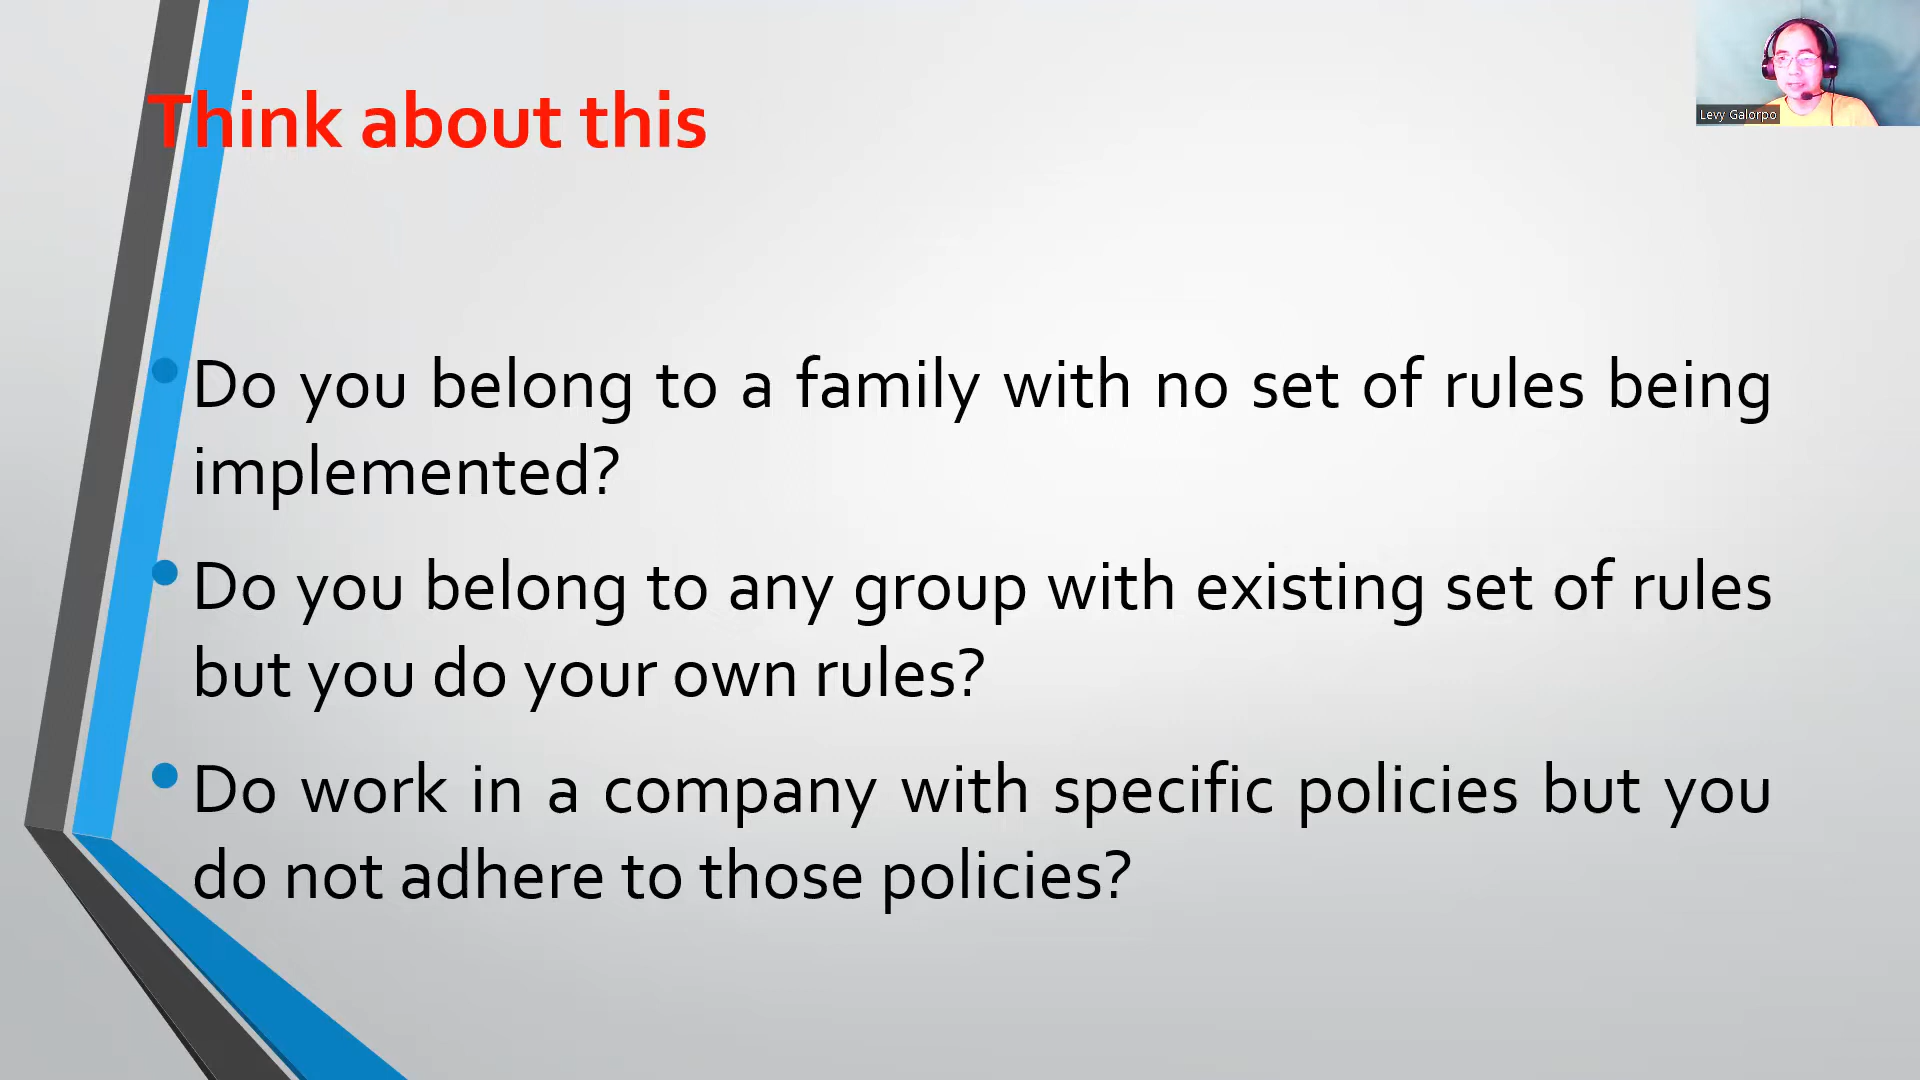 Think about this
Levy Galorpo
Do you belong to a family with no set of rules being
implemented?
Do you belong to any group with existing set of rules
but you do your own rules?
Do work in a company with specific policies but you
do not adhere to those policies?